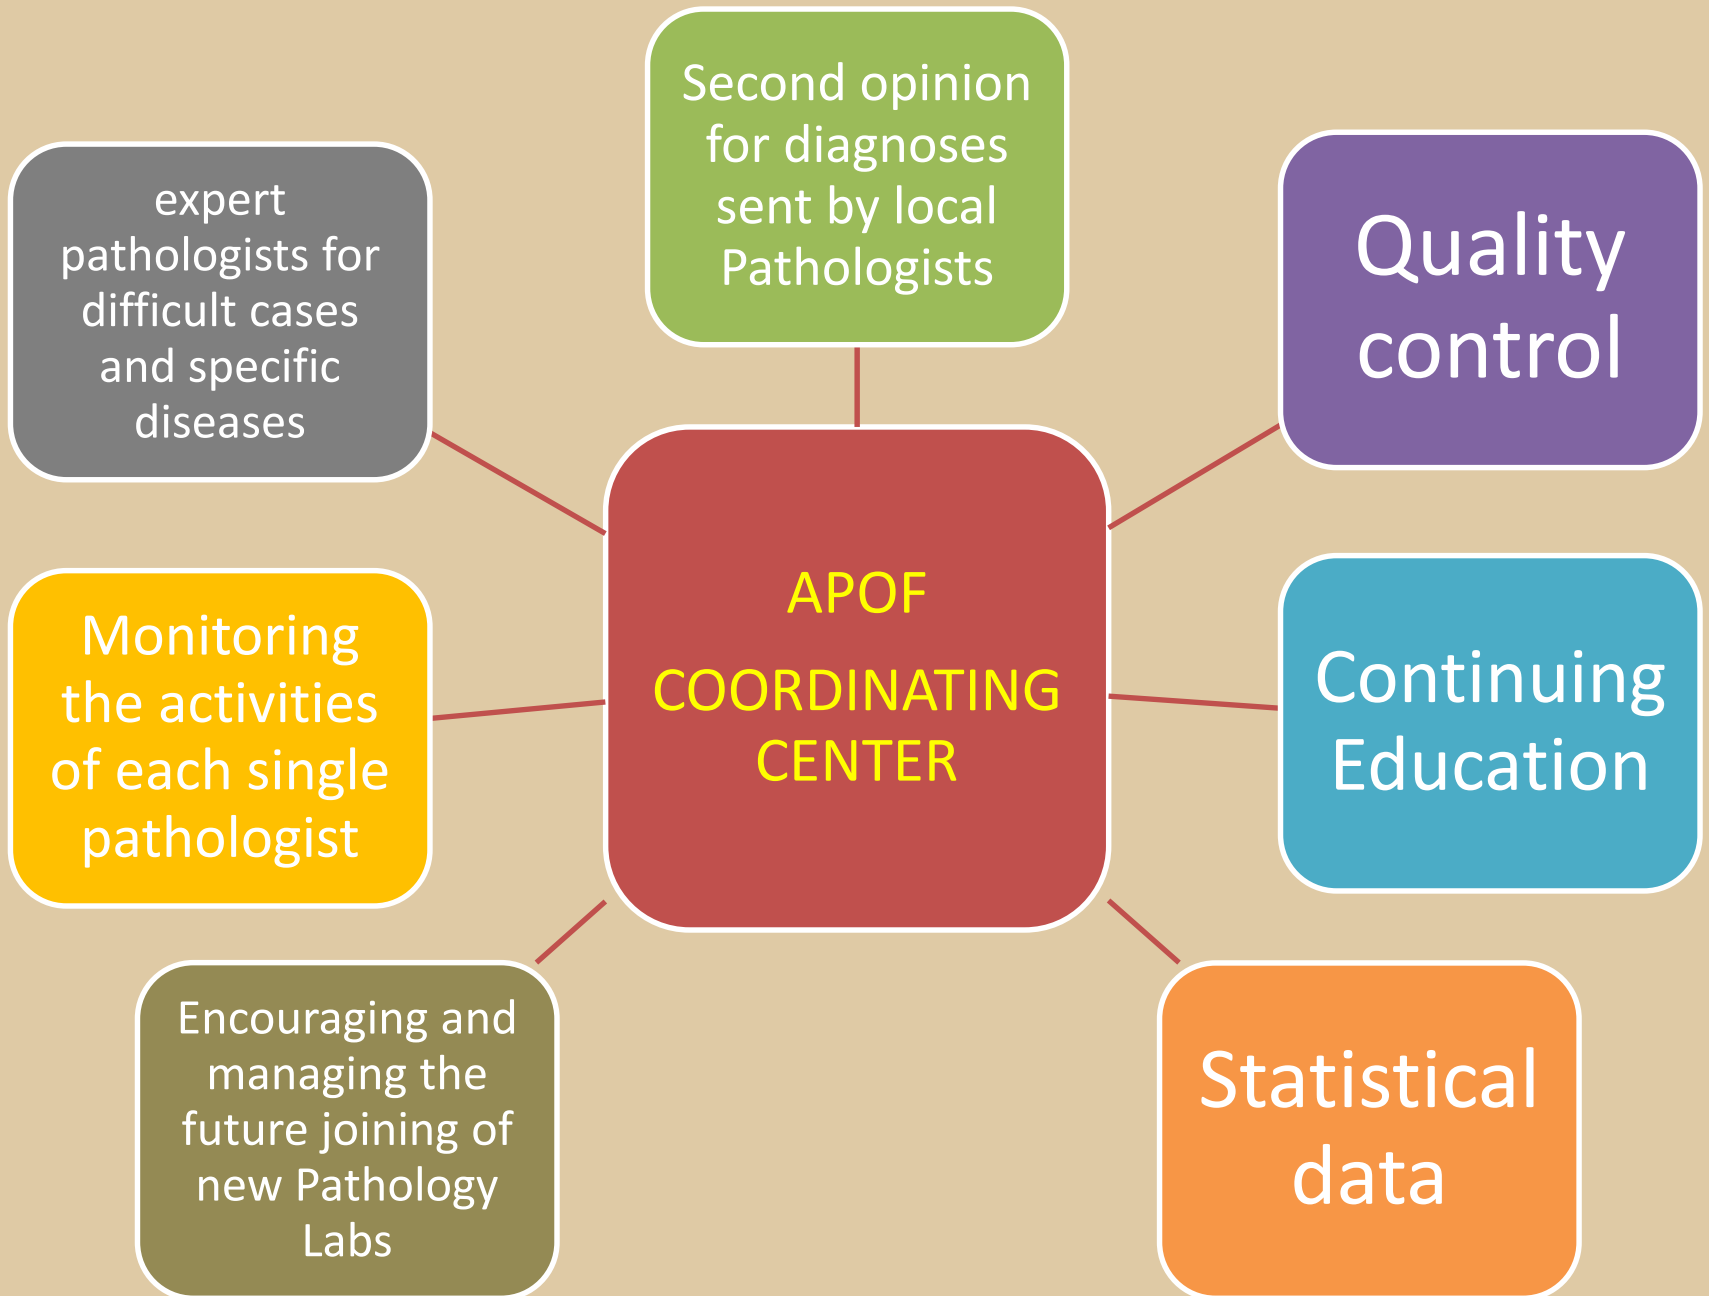 Second opinion
for diagnoses
sent by local
Pathologists
Quality
control
Continuing
Education
Statistical
data
Encouraging and
managing the
future joining of
new Pathology
Labs
Monitoring
the activities
of each single
pathologist
expert
pathologists for
difficult cases
and specific
diseases
APOF
COORDINATING
CENTER